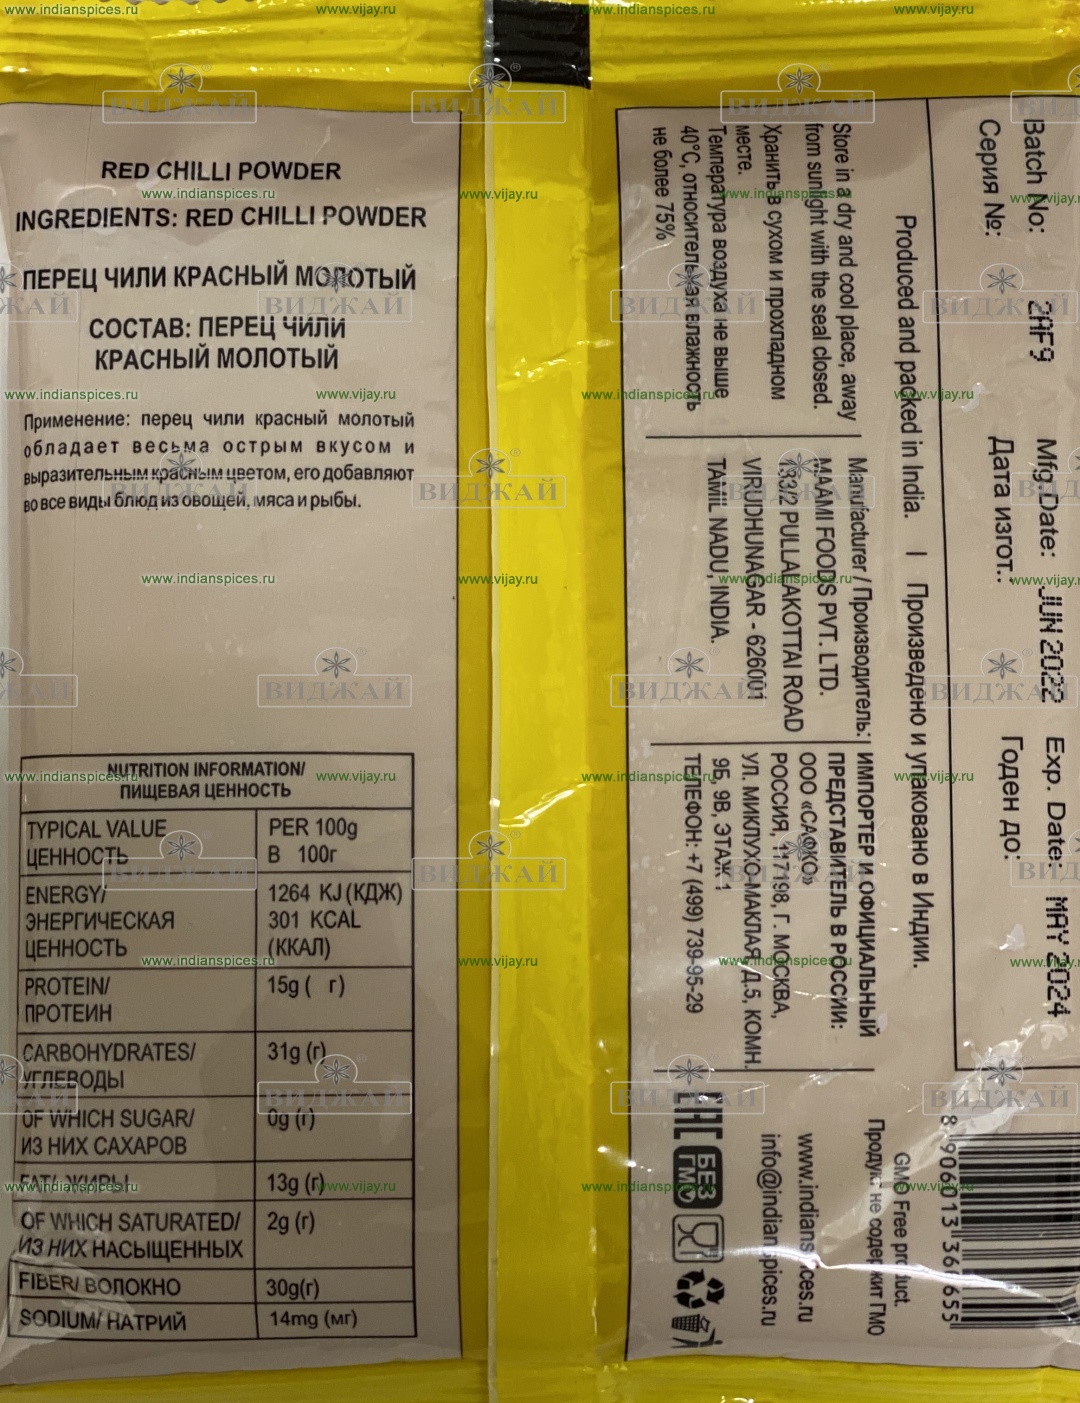 RED CHILLI POWDER
INGREDIENTS: RED CHILLI POWDER
ПЕРЕЦ ЧИЛИ КРАСНЫЙ МОЛОТЫЙ
СОСТАВ: ПЕРЕЦ ЧИЛИ
КРАСНЫЙ МОЛОТЫЙ
Применение: перец чили красный молотый
обладает весьма острым вкусом и
выразительным красным цветом, его добавляют
во все виды блюд из овощей, мяса и рыбы.
NUTRITION INFORMATION/
ПИЩЕВАЯ ЦЕННОСТЬ
TYPICAL VALUE PER 100g
ЦЕННОСТЬ В 100г
ENERGY/ 1264 KJ (КДЖ)
ЭНЕРГИЧЕСКАЯ 301 KCAL
ЦЕННОСТЬ (ККАЛ)
PROTEIN/ 15g ( г)
ПРОТЕИН
CARBOHYDRATES/ 31g (г)
УГЛЕВОДЫ
OF WHICH SUGAR/ 0g (г)
ИЗ НИХ САХАРОВ
FAT/ ЖИРЫ 13g (г)
OF WHICH SATURATED/ 2g (г)
ИЗ НИХ НАСЫЩЕННЫХ
FIBER/ ВОЛОКНО 30g(г)
SODIUM/ НАТРИЙ 14mg (мг)
Batch No: 2AF9 Mfg.Date: JUN 2022 Exp. Date: MAY 2024
Серия №: Дата изгот.: Годен до:
Produced and packed in India. | Произведено и упаковано в Индии.
Store in a dry and cool place, away
from sunlight with the seal closed.
Хранить в сухом и прохладном
месте.
Температура воздуха не выше
40°С, относительная влажность
не более 75%
Manufacturer / Производитель:
MAAMI FOODS PVT. LTD.
433/2 PULLALAKOTTAI ROAD
VIRUDHUNAGAR - 626001
TAMIL NADU, INDIA.
ИМПОРТЕР И ОФИЦИАЛЬНЫЙ
ПРЕДСТАВИТЕЛЬ В РОССИИ:
ООО «САФКО»
РОССИЯ, 117198, Г. МОСКВА,
УЛ. МИКЛУХО-МАКЛАЯ, Д.5, КОМН.
9Б, 9В, ЭТАЖ 1
ТЕЛЕФОН: +7 (499) 739-95-29
GMO Free product.
Продукт не содержит ГМО
www.indianspices.ru
info@indianspices.ru
ЕАС
БЕЗ
ГМО
www.indianspices.ru
www.vijay.ru
ВИДЖАЙ